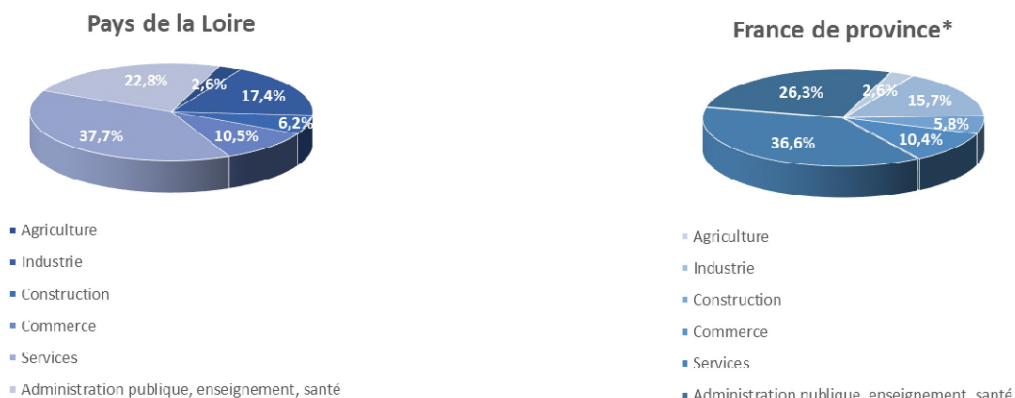 Pays de la Loire
22,8%
2,6%
17,4%
6,2%
10,5%
37,7%
Agriculture
Industrie
Construction
Commerce
Services
Administration publique, enseignement, santé
France de province*
26,3%
2,6%
15,7%
5,8%
10,4%
36,6%
Agriculture
Industrie
Construction
Commerce
Services
Administration publique, enseignement, santé